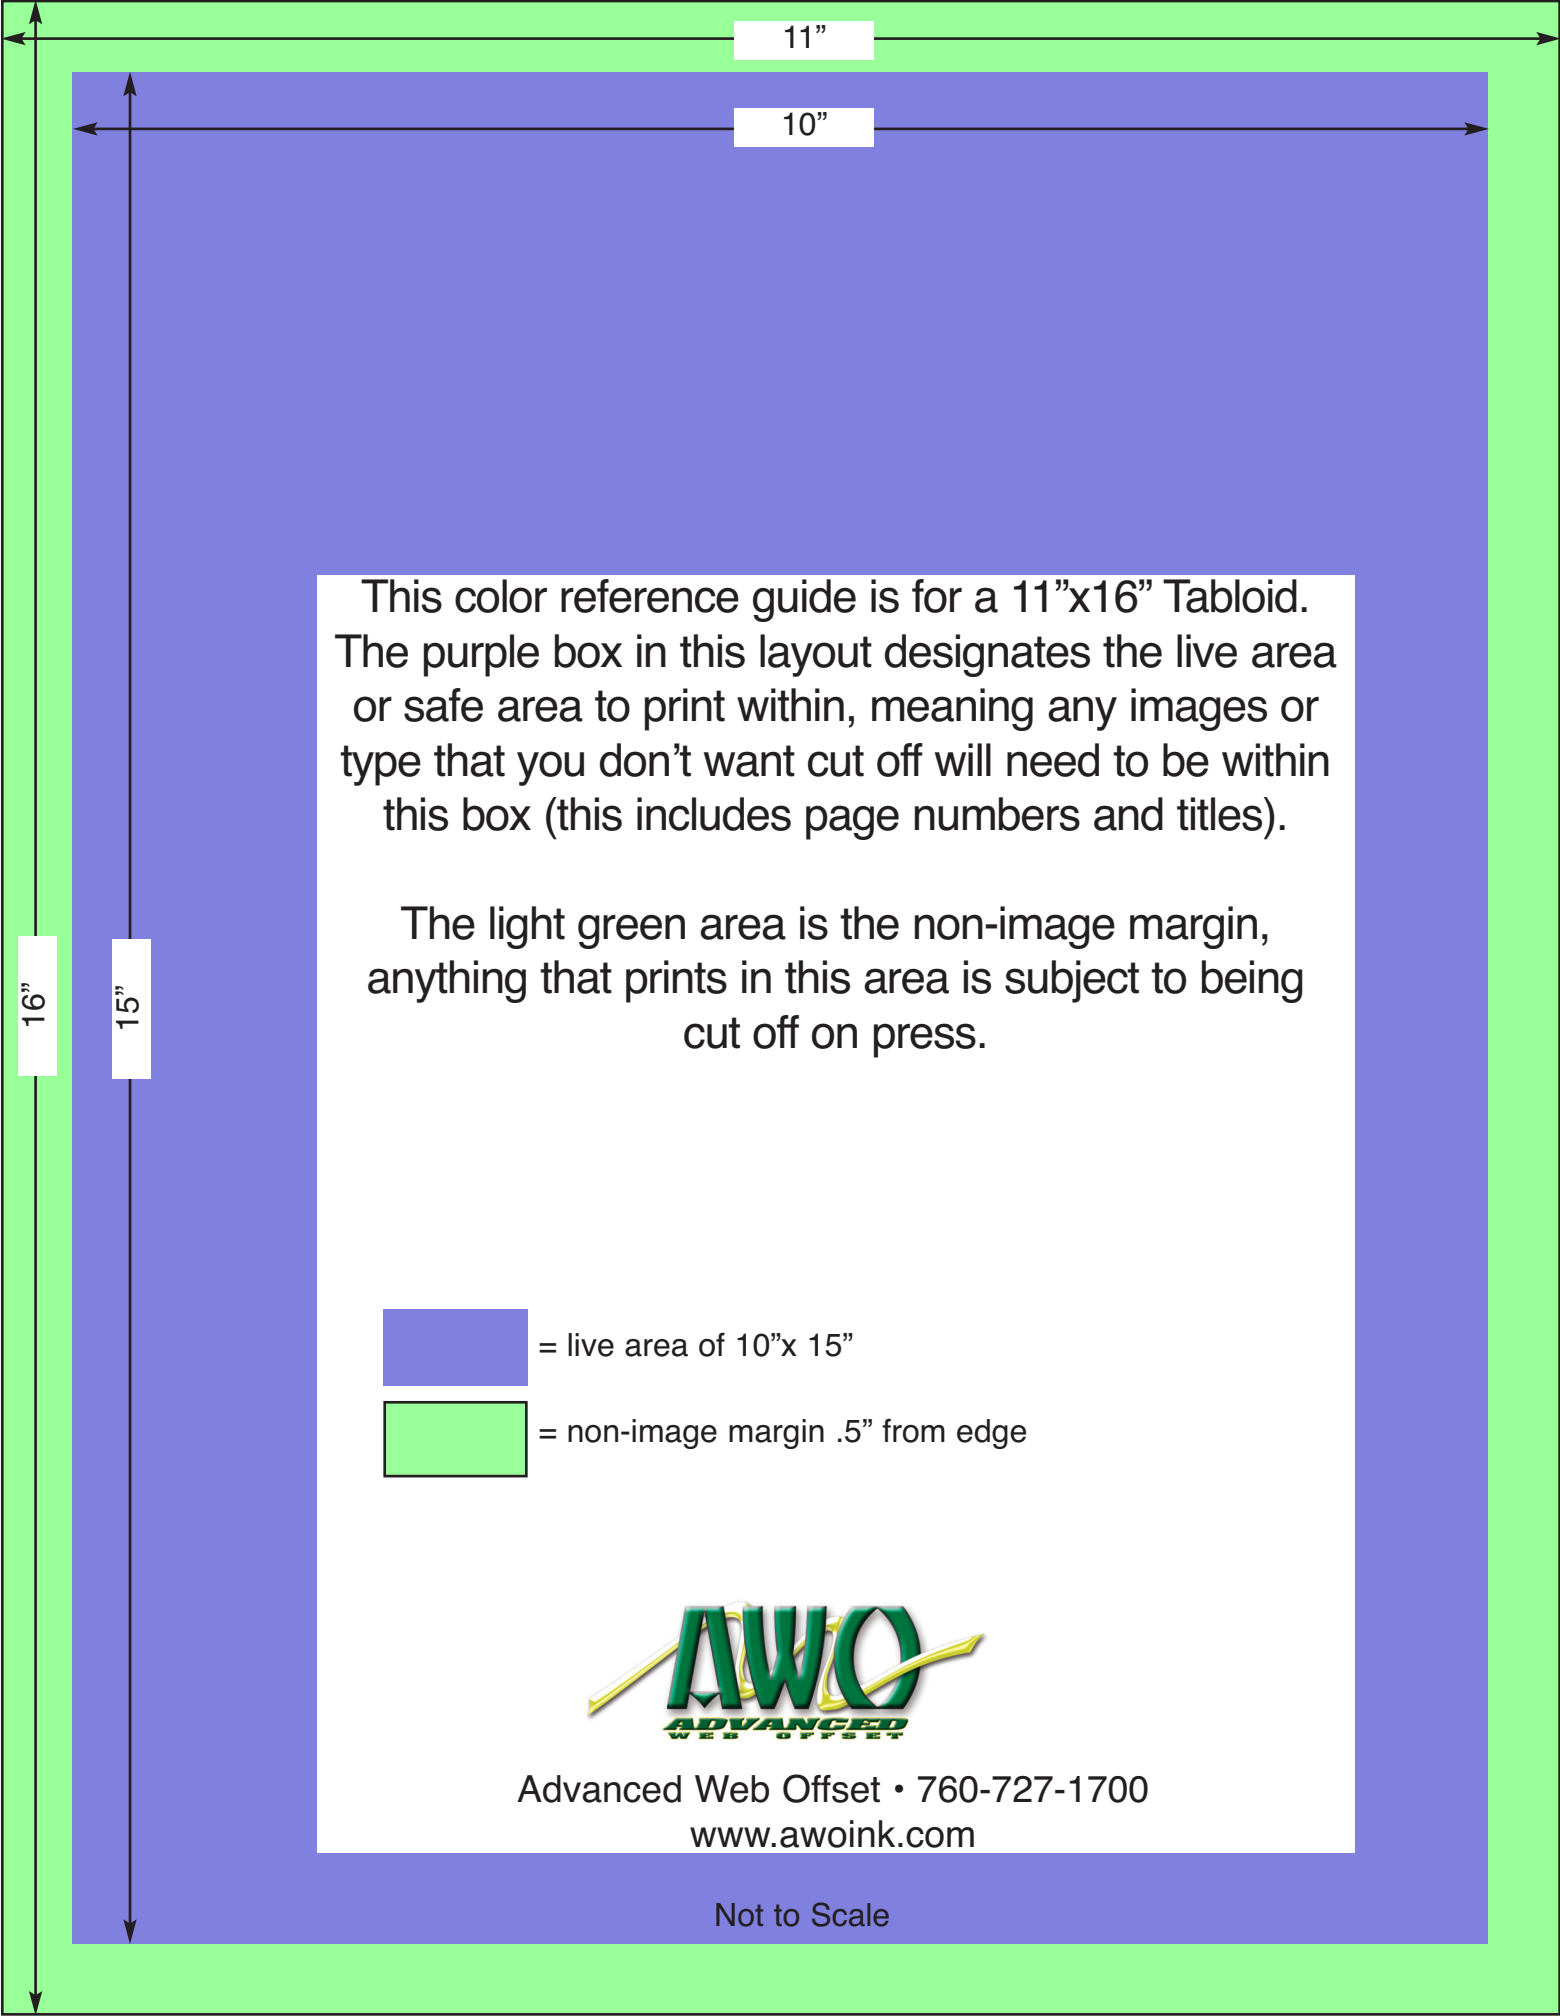 11”
10”
This color reference guide is for a 11”x16” Tabloid.
The purple box in this layout designates the live area
or safe area to print within, meaning any images or
type that you don’t want cut off will need to be within
this box (this includes page numbers and titles).
The light green area is the non-image margin,
anything that prints in this area is subject to being
cut off on press.
16”
15”
= live area of 10”x 15”
= non-image margin .5” from edge
AWO
ADVANCED
WEB OFFSET
Advanced Web Offset • 760-727-1700
www.awoink.com
Not to Scale